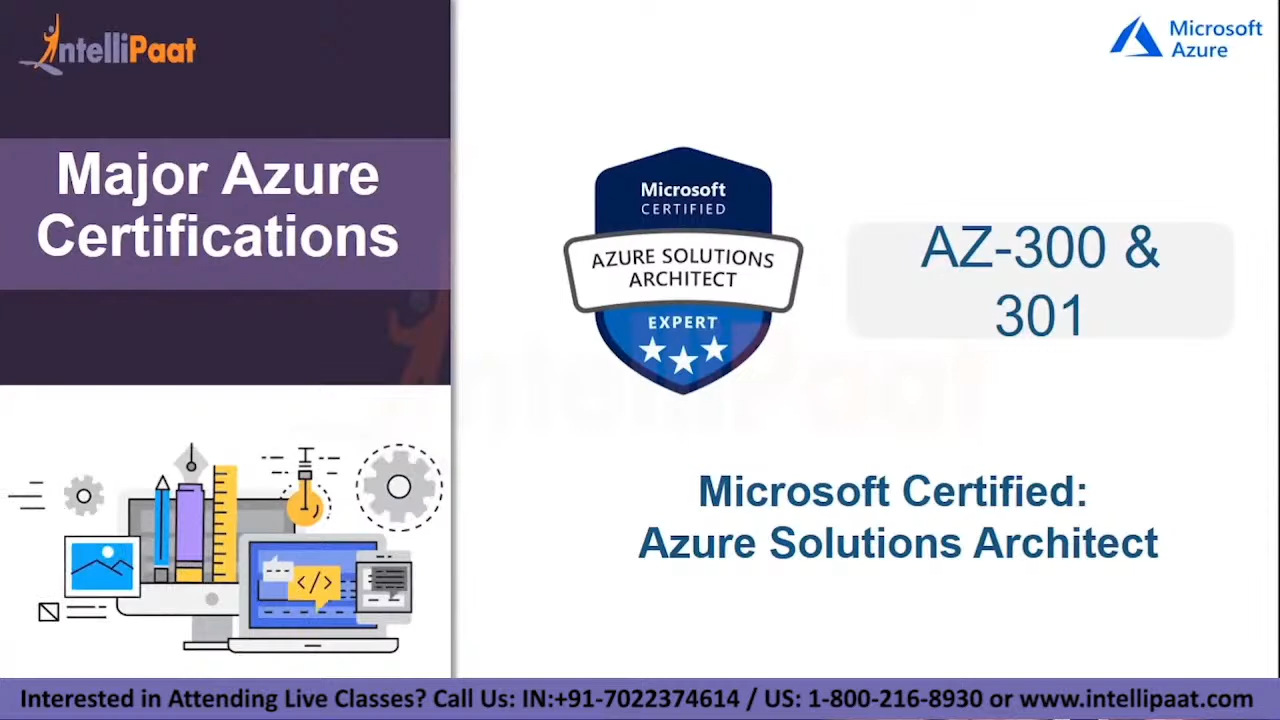 IntelliPaat
Microsoft
Azure
Major Azure
Certifications
Microsoft
CERTIFIED
AZURE SOLUTIONS
ARCHITECT
EXPERT
AZ-300 &
301
IntelliPaat
Microsoft Certified:
Azure Solutions Architect
</>
Interested in Attending Live Classes? Call Us: IN:+91-7022374614 / US: 1-800-216-8930 or www.intellipaat.com